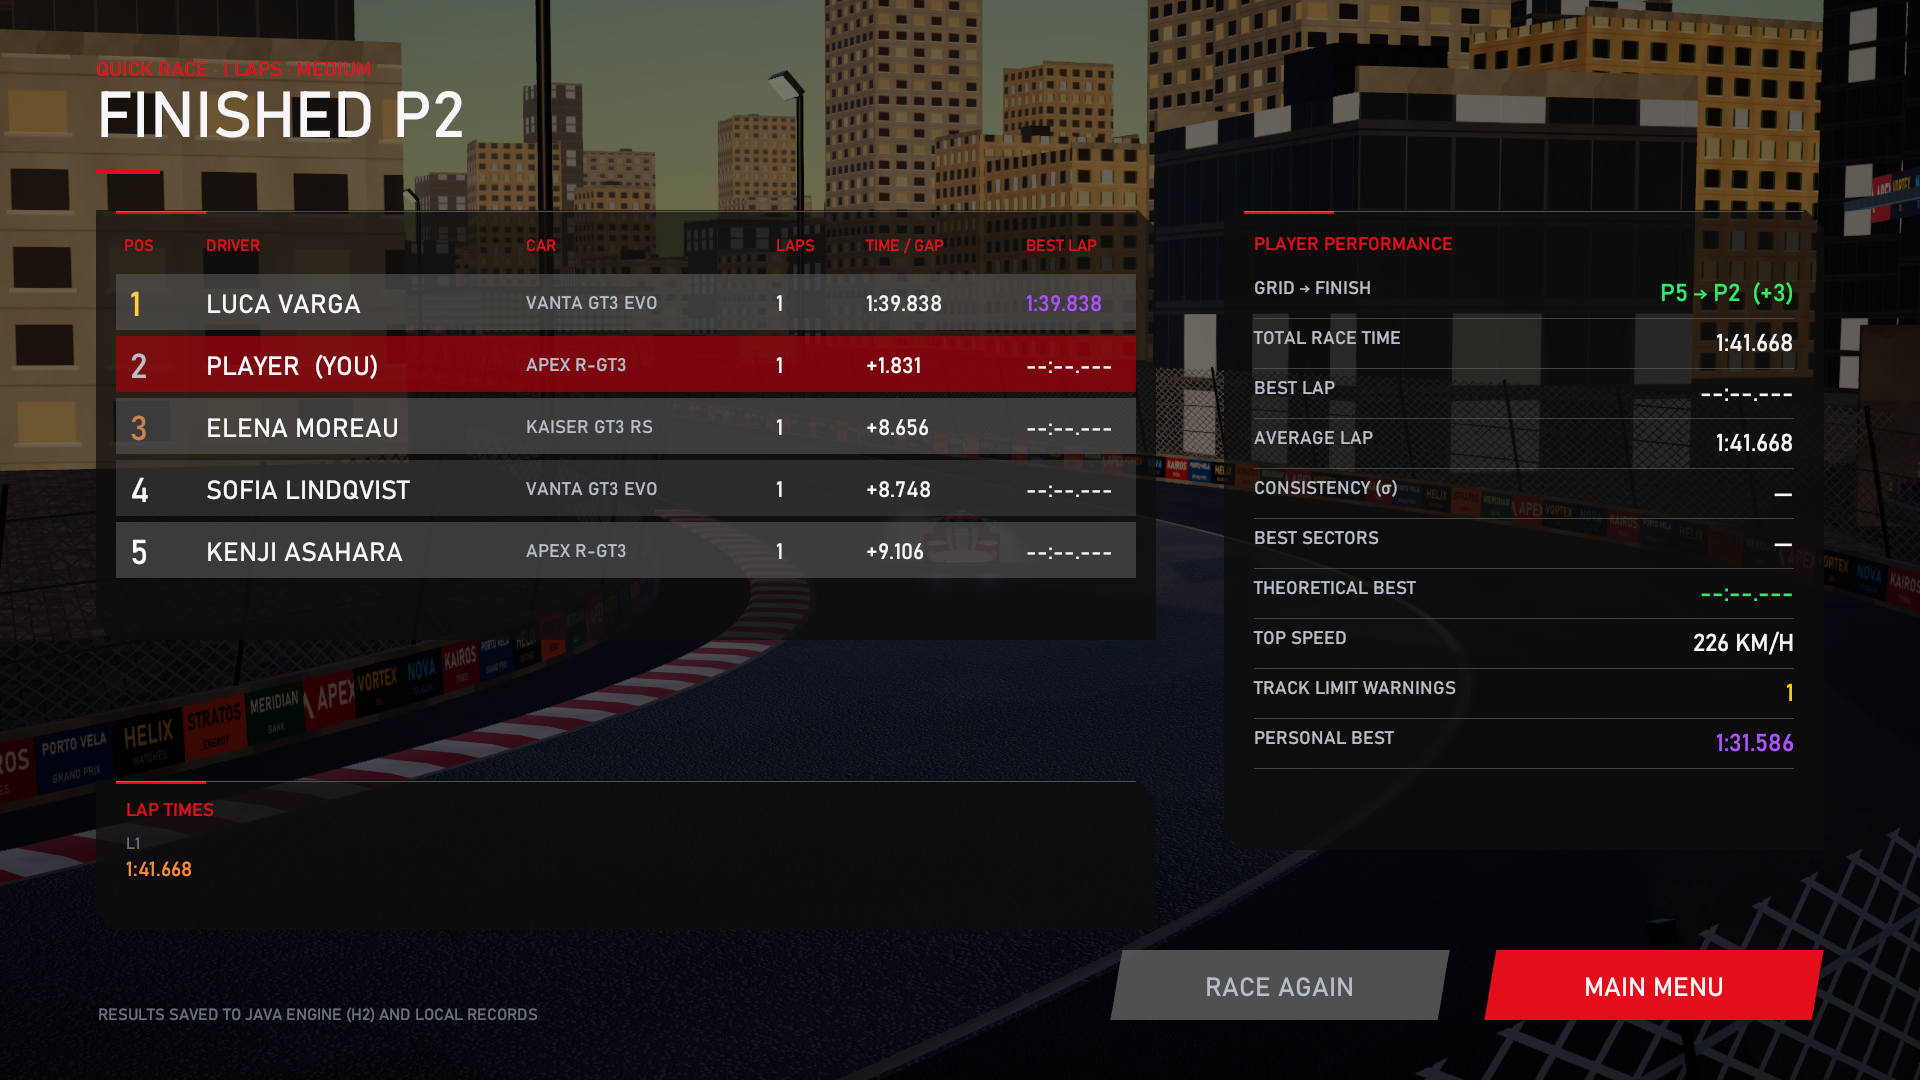 QUICK RACE · 1 LAPS · MEDIUM
FINISHED P2
POS DRIVER CAR LAPS TIME / GAP BEST LAP
1 LUCA VARGA VANTA GT3 EVO 1 1:39.838 1:39.838
2 PLAYER (YOU) APEX R-GT3 1 +1.831 --:--.---
3 ELENA MOREAU KAISER GT3 RS 1 +8.656 --:--.---
4 SOFIA LINDQVIST VANTA GT3 EVO 1 +8.748 --:--.---
5 KENJI ASAHARA APEX R-GT3 1 +9.106 --:--.---
PLAYER PERFORMANCE
GRID → FINISH P5 → P2 (+3)
TOTAL RACE TIME 1:41.668
BEST LAP --:--.---
AVERAGE LAP 1:41.668
CONSISTENCY (σ) —
BEST SECTORS —
THEORETICAL BEST --:--.---
TOP SPEED 226 KM/H
TRACK LIMIT WARNINGS 1
PERSONAL BEST 1:31.586
PORTO VELA GRAND PRIX HELIX WATCHES STRATOS ENERGY MERIDIAN BANK APEX VORTEX NOVA KAIROS PORTO VELA
LAP TIMES
L1
1:41.668
RACE AGAIN
MAIN MENU
RESULTS SAVED TO JAVA ENGINE (H2) AND LOCAL RECORDS